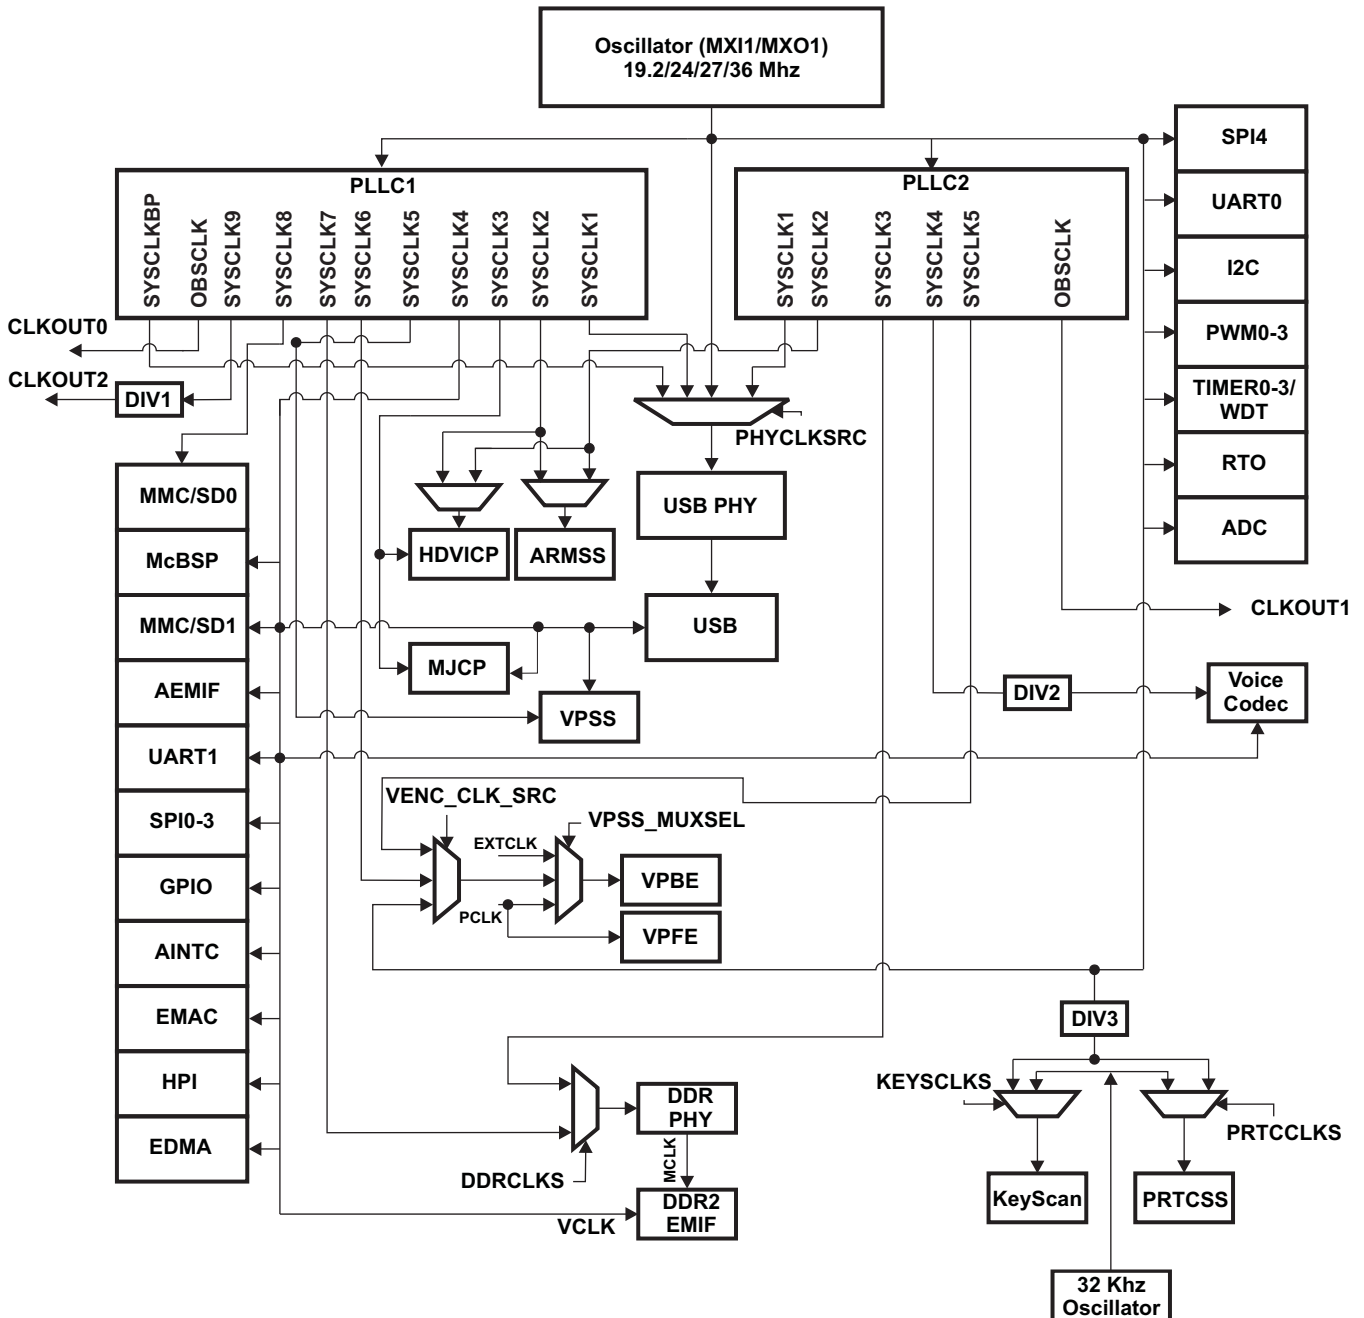 Oscillator (MXI1/MXO1)
19.2/24/27/36 Mhz
PLLC1
SYSCLKBP
OBSCLK
SYSCLK9
SYSCLK8
SYSCLK7
SYSCLK6
SYSCLK5
SYSCLK4
SYSCLK3
SYSCLK2
SYSCLK1
PLLC2
SYSCLK1
SYSCLK2
SYSCLK3
SYSCLK4
SYSCLK5
OBSCLK
SPI4
UART0
I2C
PWM0-3
TIMER0-3/
WDT
RTO
ADC
CLKOUT0
CLKOUT2
DIV1
PHYCLKSRC
MMC/SD0
McBSP
MMC/SD1
AEMIF
UART1
SPI0-3
GPIO
AINTC
EMAC
HPI
EDMA
HDVICP
ARMSS
USB PHY
USB
MJCP
VPSS
CLKOUT1
DIV2
Voice
Codec
VENC_CLK_SRC
VPSS_MUXSEL
EXTCLK
PCLK
VPBE
VPFE
DIV3
KEYSCLKS
PRTCCLKS
DDR
PHY
MCLK
DDRCLKS
DDR2
EMIF
VCLK
KeyScan
PRTCSS
32 Khz
Oscillator